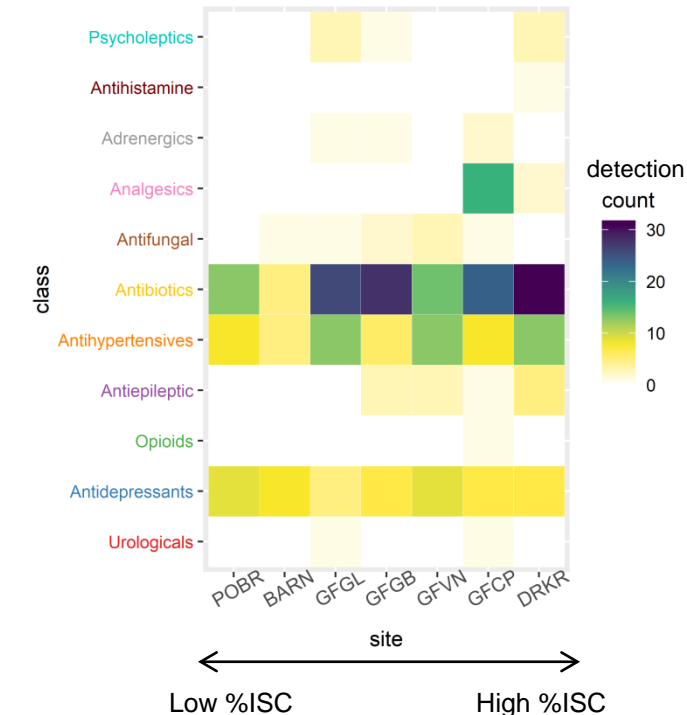 Psycholeptics
Antihistamine
Adrenergics
Analgesics
Antifungal
Antibiotics
Antihypertensives
Antiepileptic
Opioids
Antidepressants
Urologicals
class
POBR BARN GFGL GFGB GFVN GFCP DRKR
site
Low %ISC High %ISC
detection
count
30
20
10
0